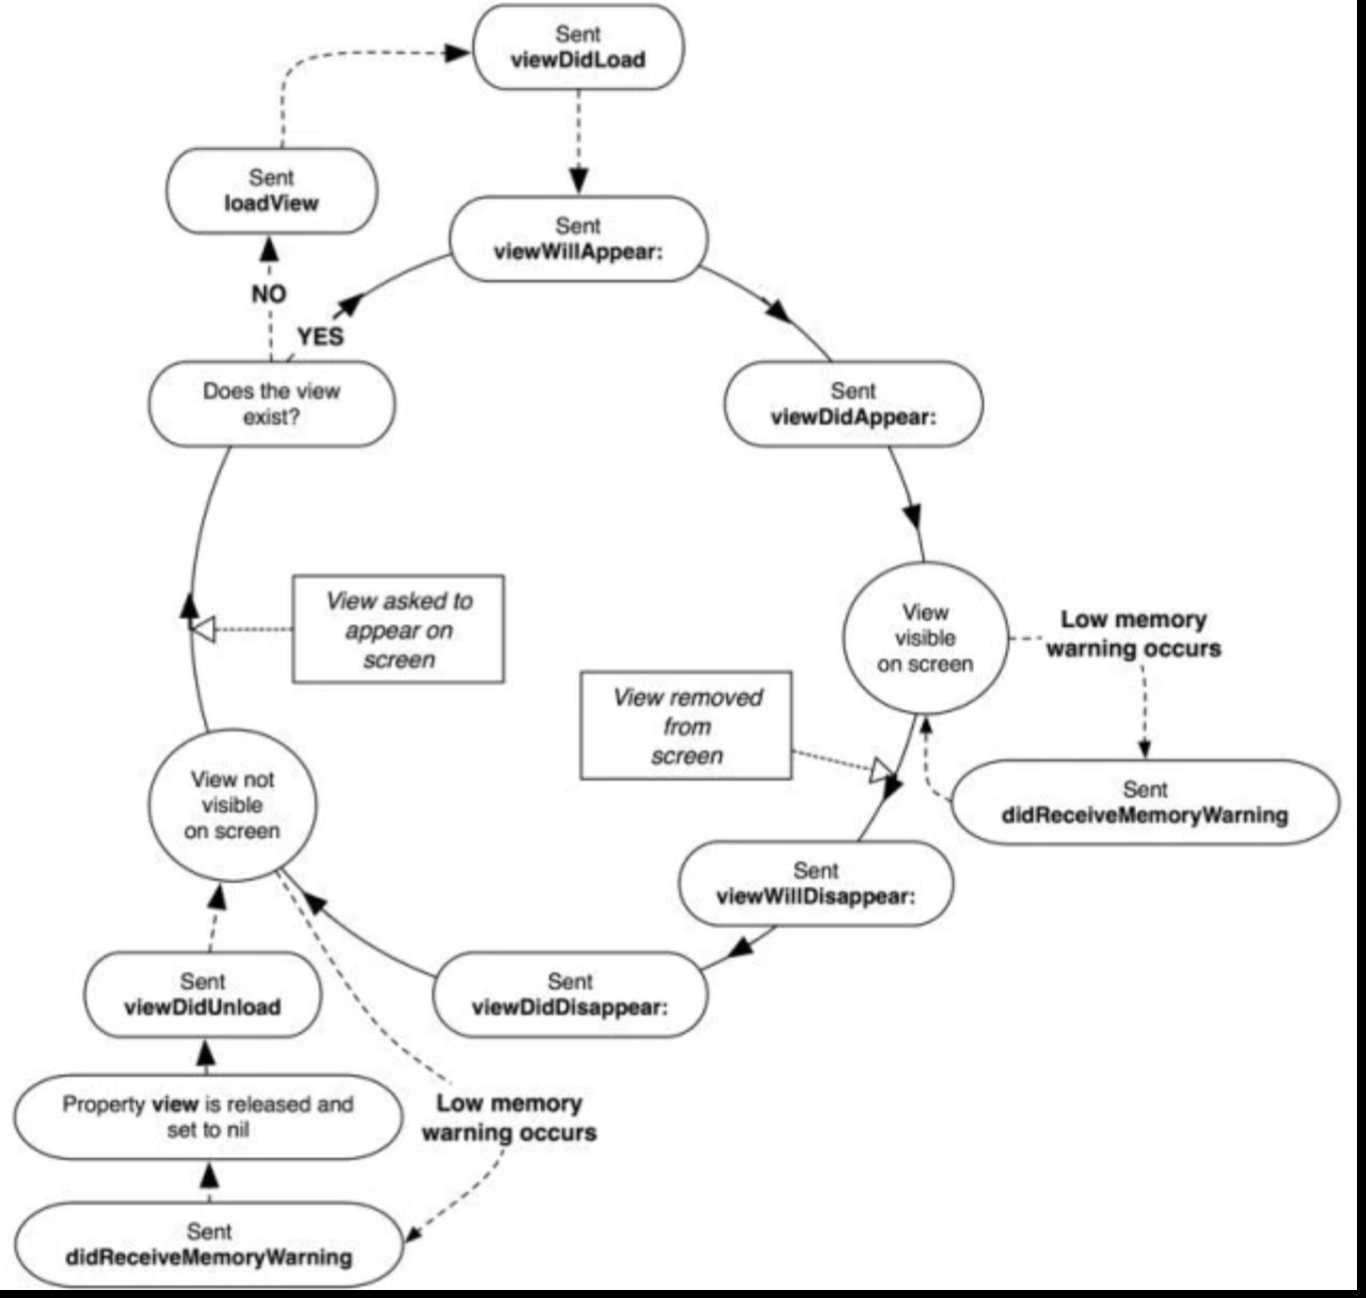 Sent
viewDidLoad
Sent
loadView
Sent
viewWillAppear:
NO
YES
Does the view
exist?
Sent
viewDidAppear:
View asked to
appear on
screen
View
visible
on screen
Low memory
warning occurs
View removed
from
screen
View not
visible
on screen
Sent
didReceiveMemoryWarning
Sent
viewWillDisappear:
Sent
viewDidUnload
Sent
viewDidDisappear:
Property view is released and
set to nil
Low memory
warning occurs
Sent
didReceiveMemoryWarning